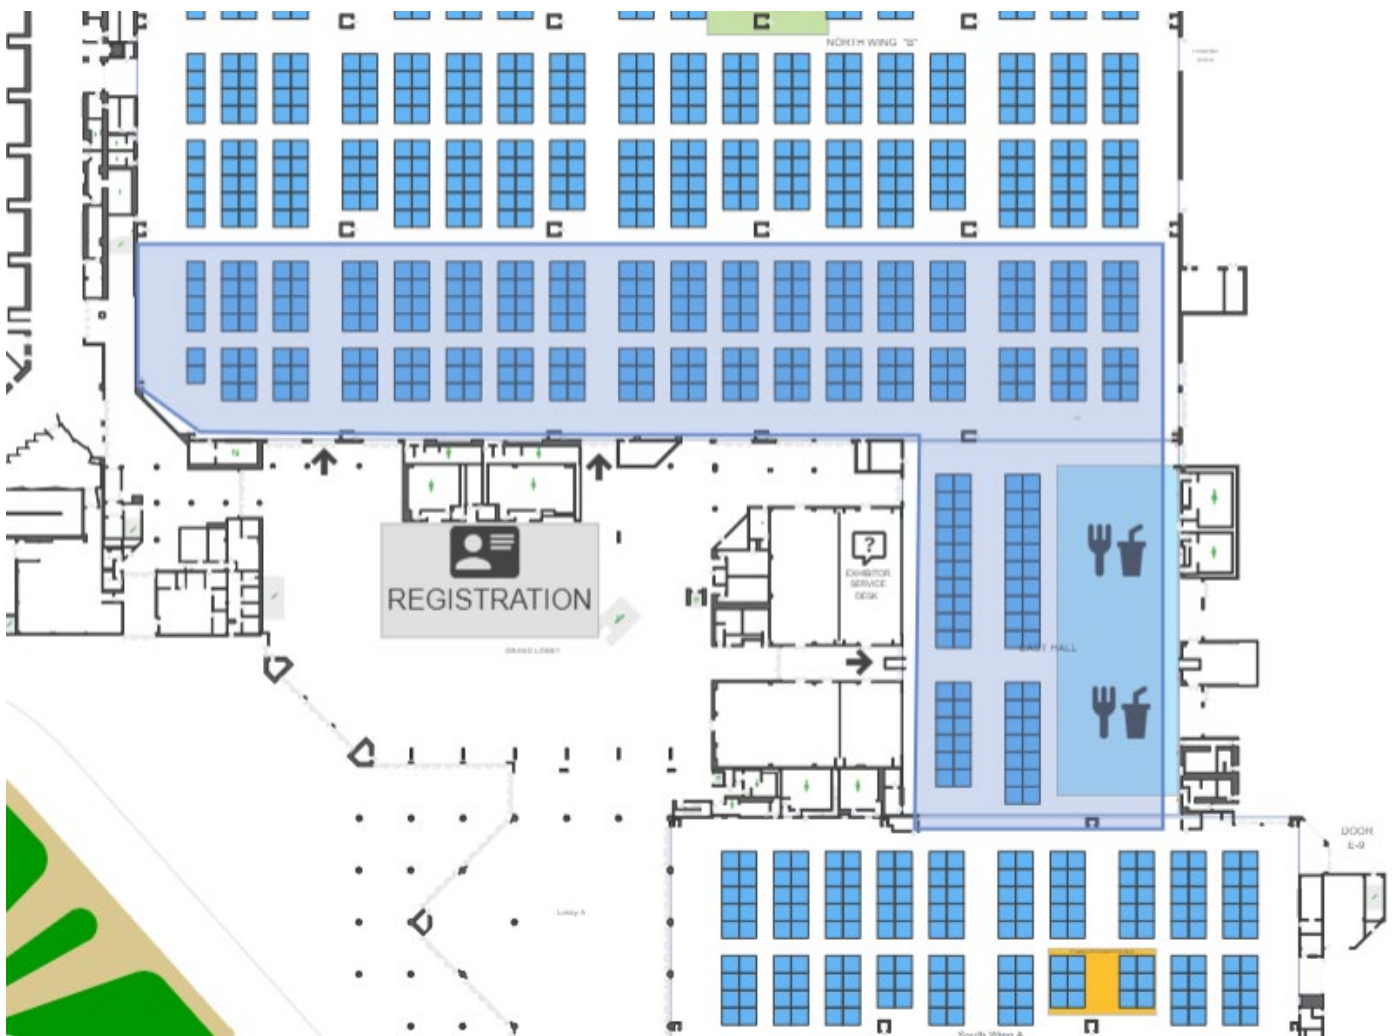 NORTH WING "B"
REGISTRATION
GRAND LOBBY
?
EXHIBITOR
SERVICE
DESK
EAST HALL
DOOR
E-9
Lobby A
South Wing A